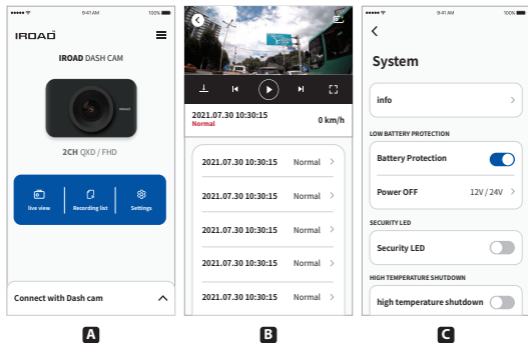 9:41 AM
100%
IROAD
IROAD DASH CAM
2CH QXD / FHD
live view
Recording list
Settings
Connect with Dash cam
A
2021.07.30 10:30:15
Normal
0 km/h
2021.07.30 10:30:15 Normal
2021.07.30 10:30:15 Normal
2021.07.30 10:30:15 Normal
2021.07.30 10:30:15 Normal
2021.07.30 10:30:15 Normal
B
9:41 AM
100%
System
info
LOW BATTERY PROTECTION
Battery Protection
Power OFF 12V / 24V
SECURITY LED
Security LED
HIGH TEMPERATURE SHUTDOWN
high temperature shutdown
C